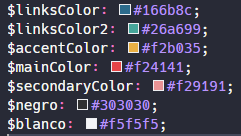 $linksColor: #166b8c;
$linksColor2: #26a699;
$accentColor: #f2b035;
$mainColor: #f24141;
$secondaryColor: #f29191;
$negro: #303030;
$blanco: #f5f5f5;